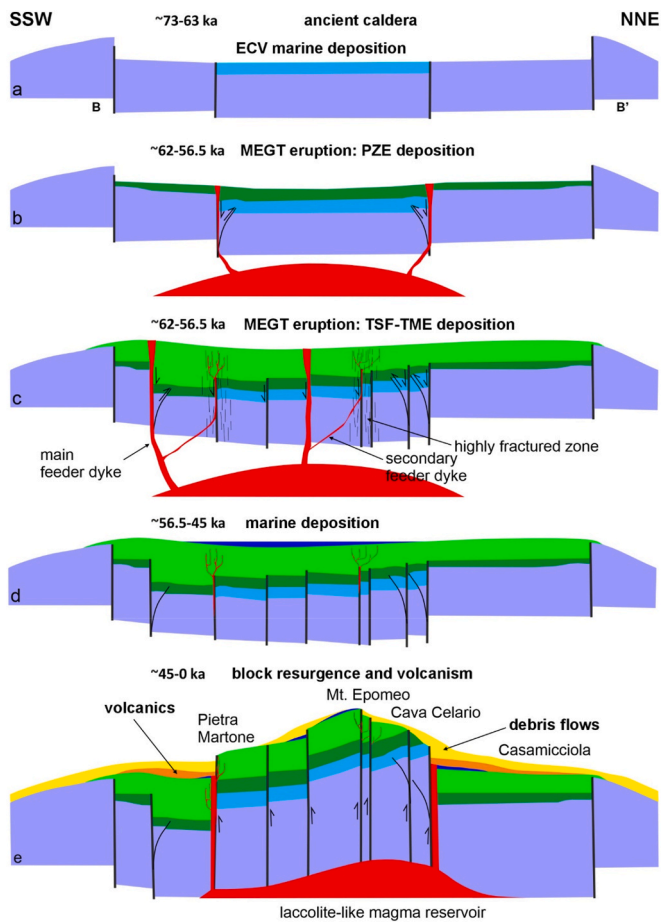 SSW ~73-63 ka ancient caldera NNE
ECV marine deposition
a
B B'
~62-56.5 ka MEGT eruption: PZE deposition
b
~62-56.5 ka MEGT eruption: TSF-TME deposition
c
main
feeder dyke
highly fractured zone
secondary
feeder dyke
~56.5-45 ka marine deposition
d
~45-0 ka block resurgence and volcanism
volcanics
Pietra
Martone
Mt. Epomeo
Cava Celario
debris flows
Casamicciola
e
laccolite-like magma reservoir